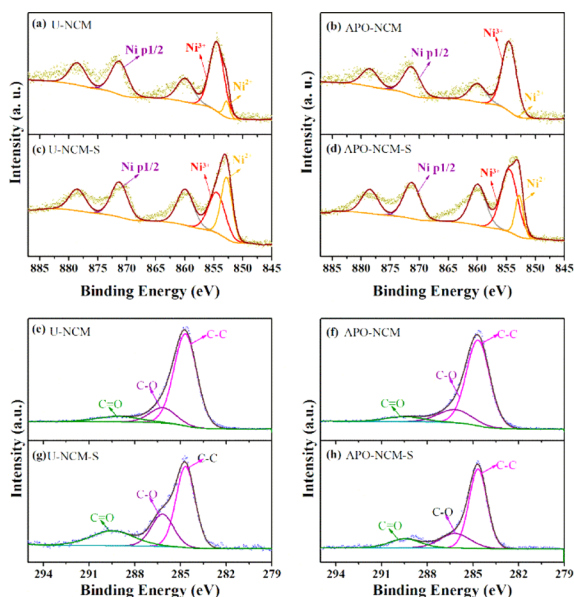 (a) U-NCM
Ni p1/2
Ni³⁺
Ni²⁺
(b) APO-NCM
Ni p1/2
Ni³⁺
Ni²⁺
(c) U-NCM-S
Ni p1/2
Ni³⁺
Ni²⁺
(d) APO-NCM-S
Ni p1/2
Ni³⁺
Ni²⁺
Intensity (a. u.)
Intensity (a. u.)
885 880 875 870 865 860 855 850 845
885 880 875 870 865 860 855 850 845
Binding Energy (eV)
Binding Energy (eV)
(e) U-NCM
C-C
C-O
C=O
(f) APO-NCM
C-C
C-O
C=O
(g) U-NCM-S
C-C
C-O
C=O
(h) APO-NCM-S
C-C
C-O
C=O
Intensity (a.u.)
Intensity (a.u.)
294 291 288 285 282 279
294 291 288 285 282 279
Binding Energy (eV)
Binding Energy (eV)